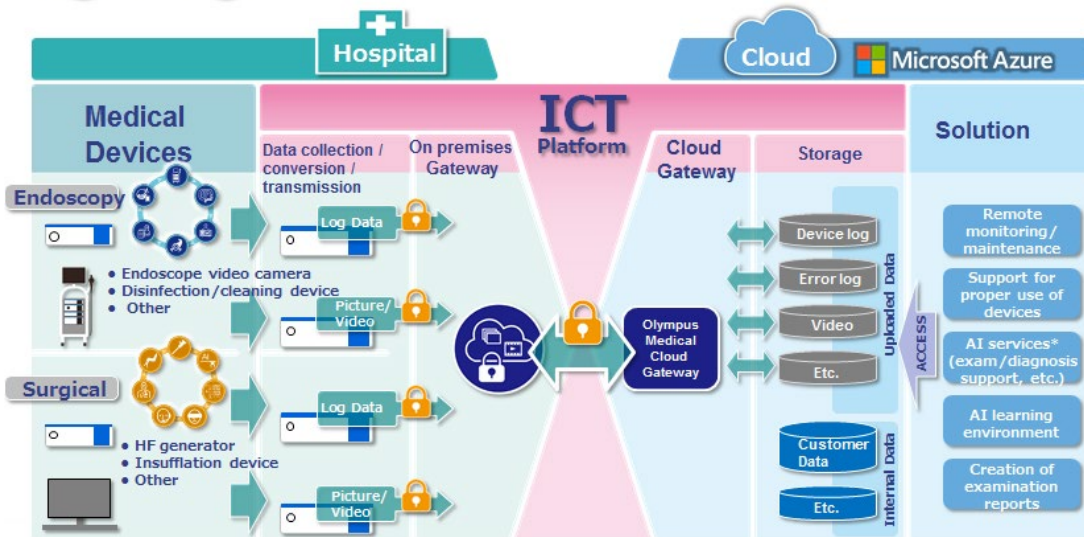 Hospital
Cloud
Microsoft Azure
Medical
Devices
ICT
Platform
Solution
Data collection /
conversion /
transmission
On premises
Gateway
Cloud
Gateway
Storage
Endoscopy
• Endoscope video camera
• Disinfection/cleaning device
• Other
Surgical
• HF generator
• Insufflation device
• Other
Log Data
Picture/
Video
Log Data
Picture/
Video
Olympus
Medical
Cloud
Gateway
Device log
Error log
Video
Etc.
Uploaded Data
Customer
Data
Etc.
Internal Data
ACCESS
Remote
monitoring/
maintenance
Support for
proper use of
devices
AI services*
(exam/diagnosis
support, etc.)
AI learning
environment
Creation of
examination
reports